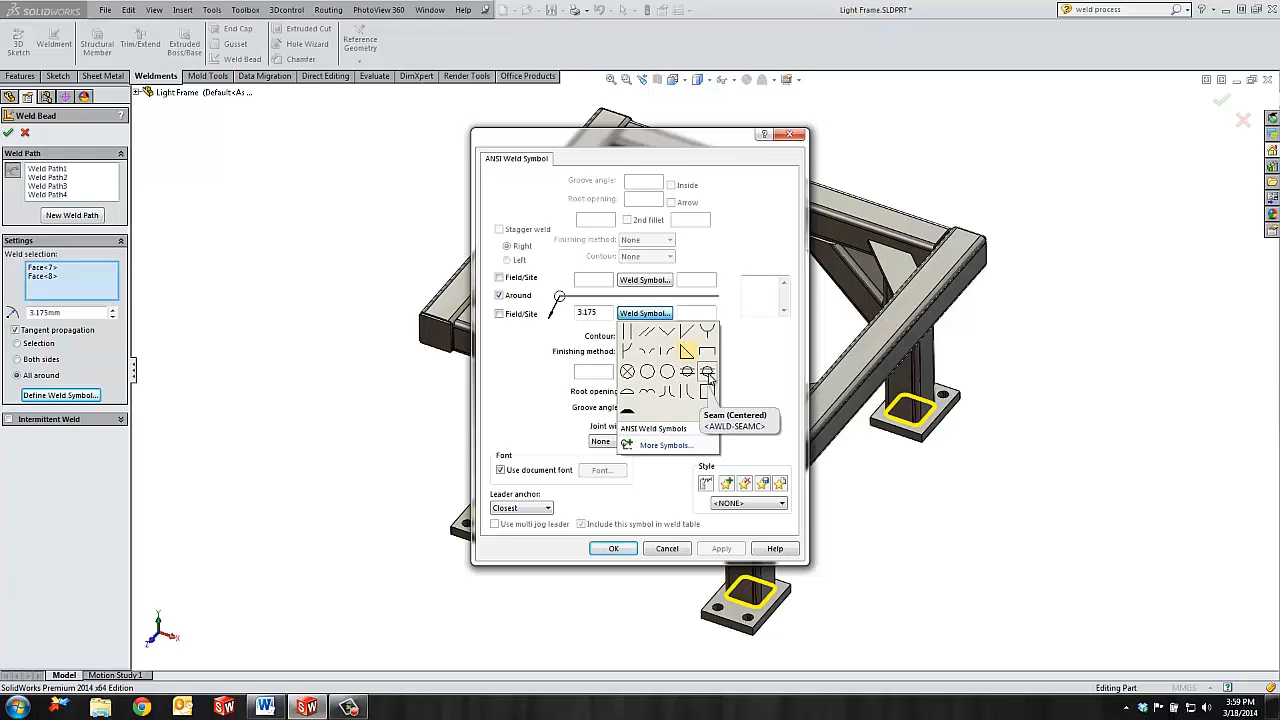 SOLIDWORKS File Edit View Insert Tools Toolbox 3Dcontrol Routing PhotoView 360 Window Help Light Frame.SLDPRT * weld process
3D Sketch Weldment Structural Member Trim/Extend Extruded Boss/Base
End Cap
Gusset
Weld Bead
Extruded Cut
Hole Wizard
Chamfer
Reference Geometry
Features Sketch Sheet Metal Weldments Mold Tools Data Migration Direct Editing Evaluate DimXpert Render Tools Office Products
Light Frame (Default<As ...
Weld Bead ?
Weld Path
Weld Path1
Weld Path2
Weld Path3
Weld Path4
New Weld Path
Settings
Weld selection:
Face<7>
Face<8>
3.175mm
Tangent propagation
Selection
Both sides
All around
Define Weld Symbol...
Intermittent Weld
ANSI Weld Symbol
Groove angle: Inside
Root opening: Arrow
2nd fillet
Stagger weld
Right
Left
Finishing method: None
Contour: None
Field/Site Weld Symbol...
Around
Field/Site 3.175 Weld Symbol...
Contour:
Finishing method:
Root opening
Groove angle:
Joint wi
None
Seam (Centered)
<AWLD-SEAMC>
ANSI Weld Symbols
More Symbols...
Font
Use document font Font...
Style
<NONE>
Leader anchor:
Closest
Use multi jog leader Include this symbol in weld table
OK Cancel Apply Help
Y
X
Z
Model Motion Study 1
SolidWorks Premium 2014 x64 Edition Editing Part MMGS
3:59 PM
3/18/2014